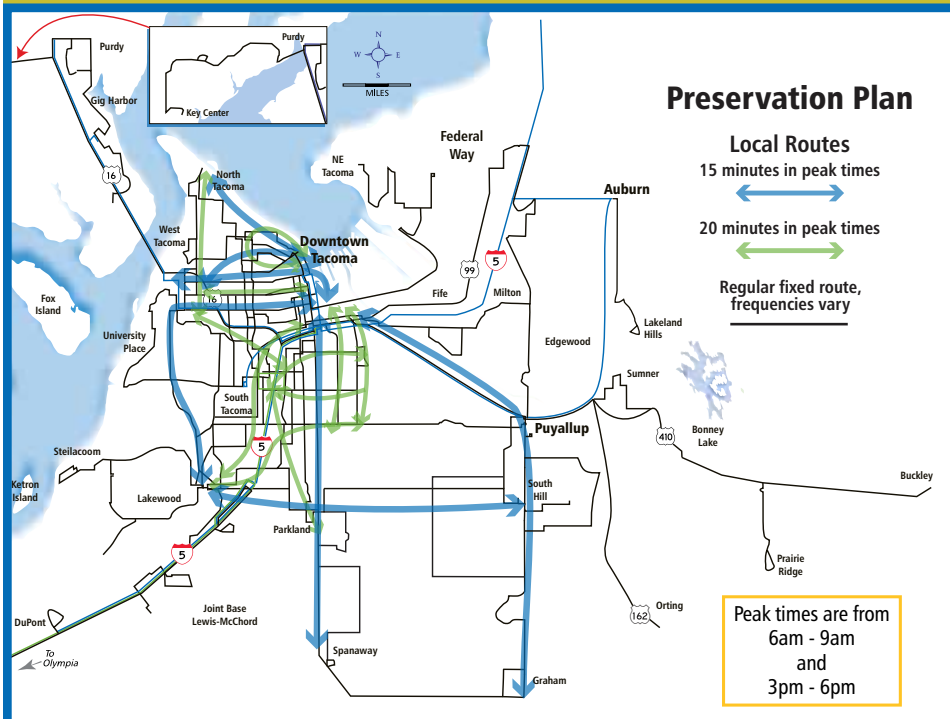 Purdy
Gig Harbor
16
Purdy
Key Center
N
W
E
S
MILES
Preservation Plan
Local Routes
15 minutes in peak times
20 minutes in peak times
Regular fixed route,
frequencies vary
Federal
Way
NE
Tacoma
Auburn
North
Tacoma
West
Tacoma
Downtown
Tacoma
5
99
16
Fox
Island
Fife
Milton
University
Place
Edgewood
Lakeland
Hills
South
Tacoma
Sumner
5
Puyallup
410
Bonney
Lake
Steilacoom
Ketron
Island
Lakewood
South
Hill
Buckley
Parkland
5
Prairie
Ridge
Joint Base
Lewis-McChord
DuPont
162
Orting
To
Olympia
Spanaway
Graham
Peak times are from
6am - 9am
and
3pm - 6pm